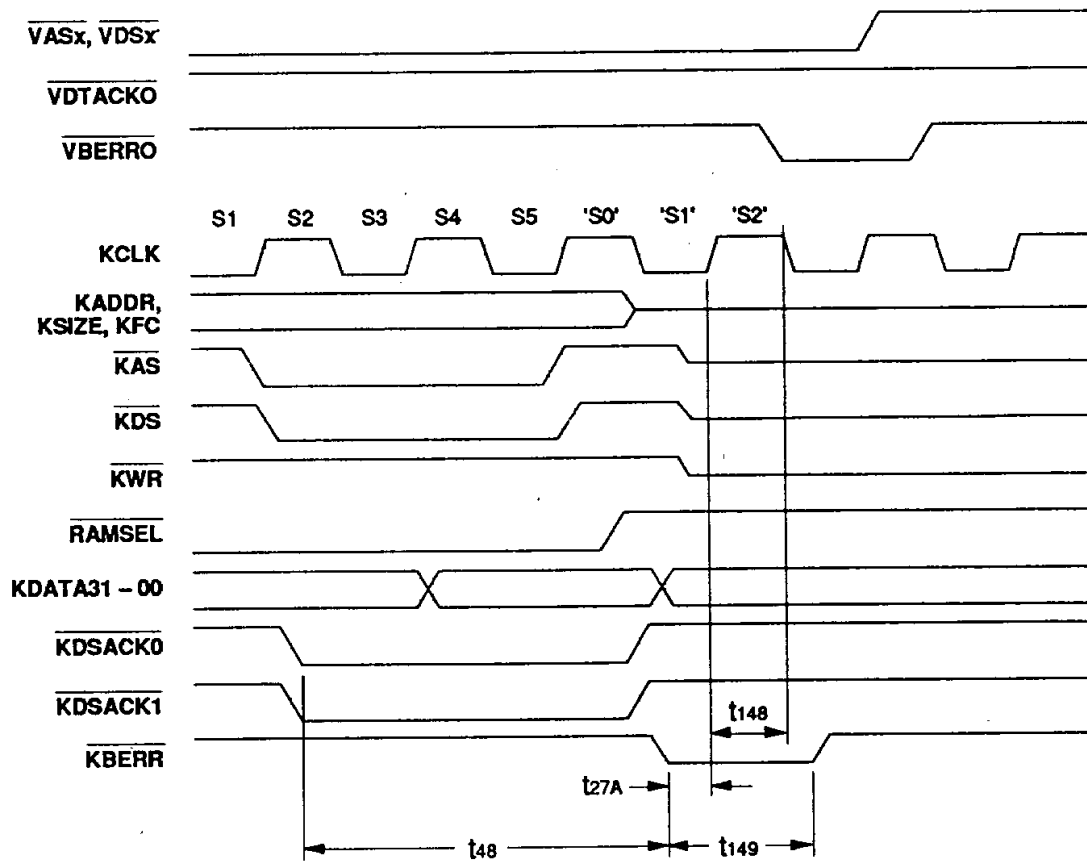 VASx, VDSx
VDTACKO
VBERRO
S1 S2 S3 S4 S5 'S0' 'S1' 'S2'
KCLK
KADDR,
KSIZE, KFC
KAS
KDS
KWR
RAMSEL
KDATA31 – 00
KDSACK0
KDSACK1
t148
KBERR
t27A
t48 t149